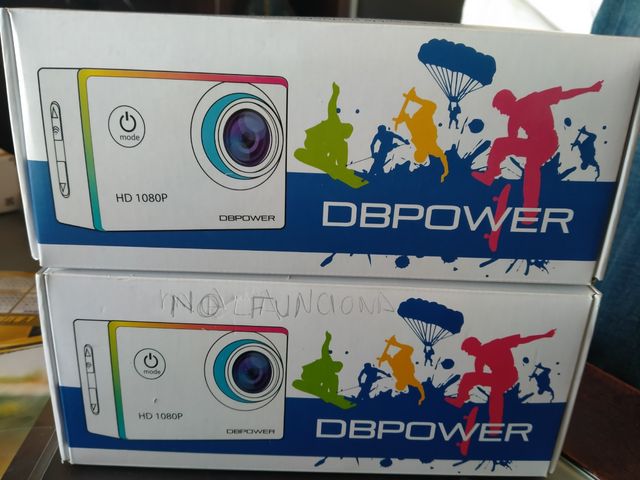 mode
HD 1080P
DBPOWER
DBPOWER
NO FUNCIONA
mode
HD 1080P
DBPOWER
DBPOWER